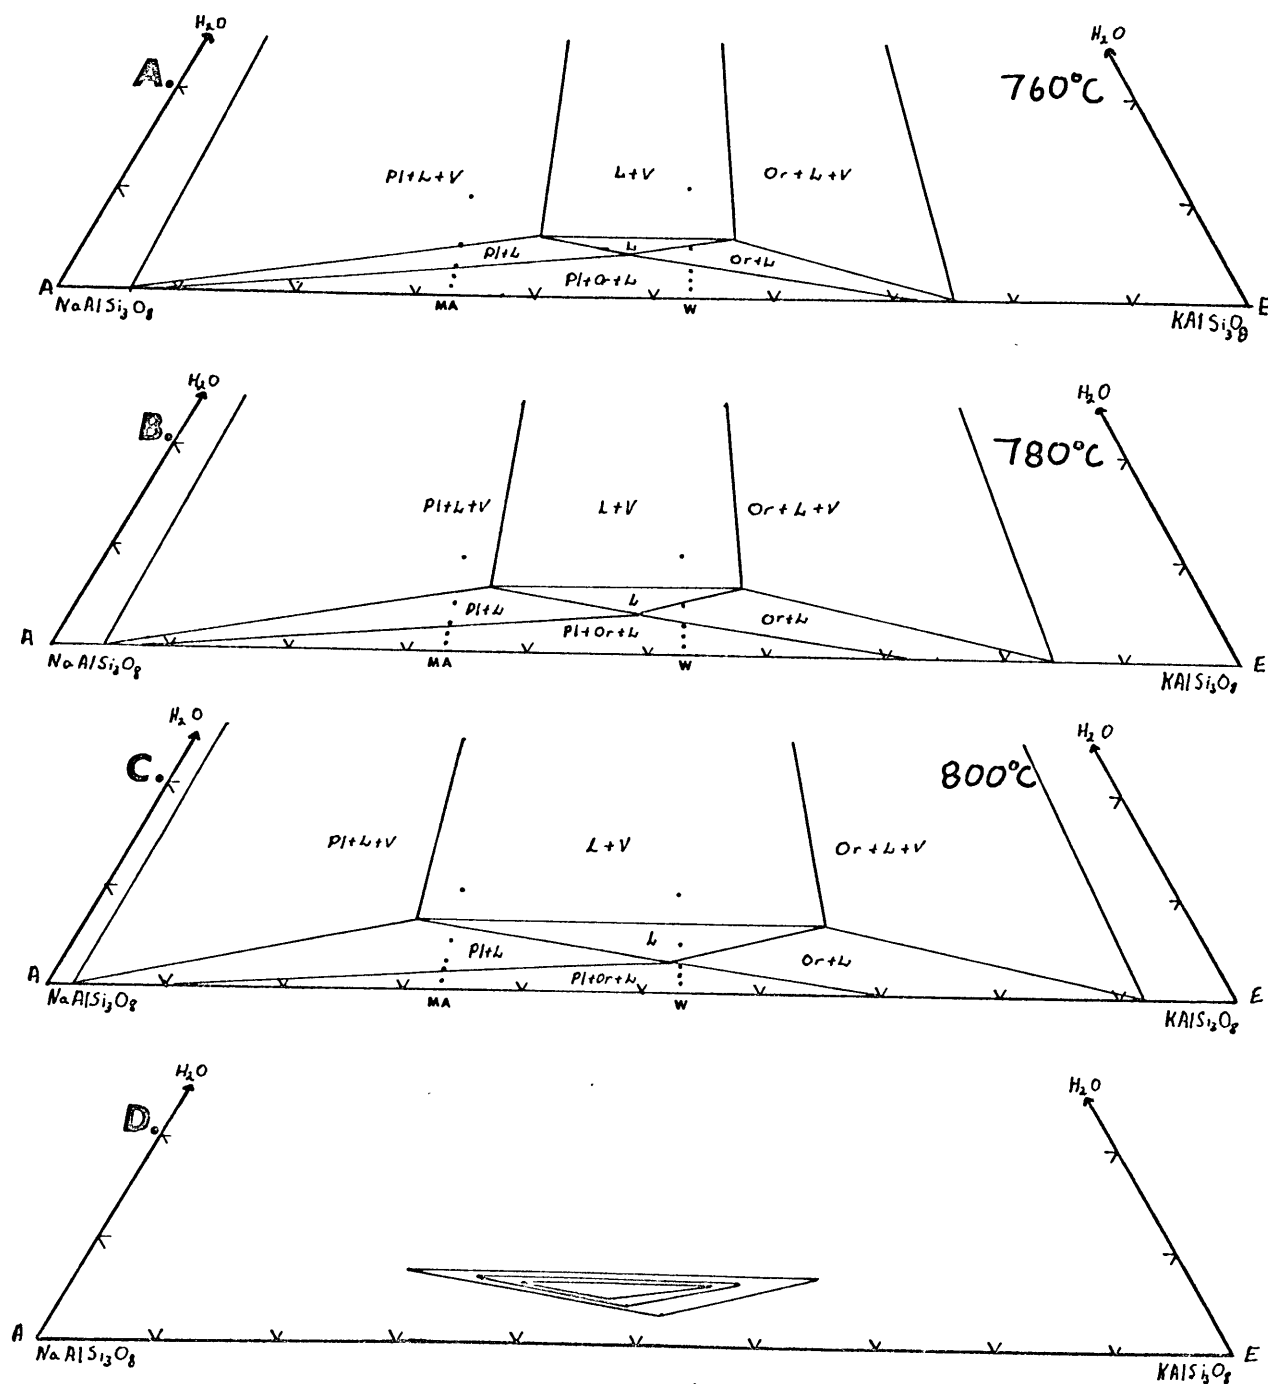 H₂O
A.
H₂O
760°C
Pl+L+V
L+V
Or+L+V
Pl+L
L
Or+L
Pl+Or+L
A
MA
W
E
NaAlSi₃O₈
KAlSi₃O₈
H₂O
B.
H₂O
780°C
Pl+L+V
L+V
Or+L+V
Pl+L
L
Or+L
Pl+Or+L
A
MA
W
E
NaAlSi₃O₈
KAlSi₃O₈
H₂O
C.
H₂O
800°C
Pl+L+V
L+V
Or+L+V
Pl+L
L
Or+L
Pl+Or+L
A
MA
W
E
NaAlSi₃O₈
KAlSi₃O₈
H₂O
D.
H₂O
A
E
NaAlSi₃O₈
KAlSi₃O₈